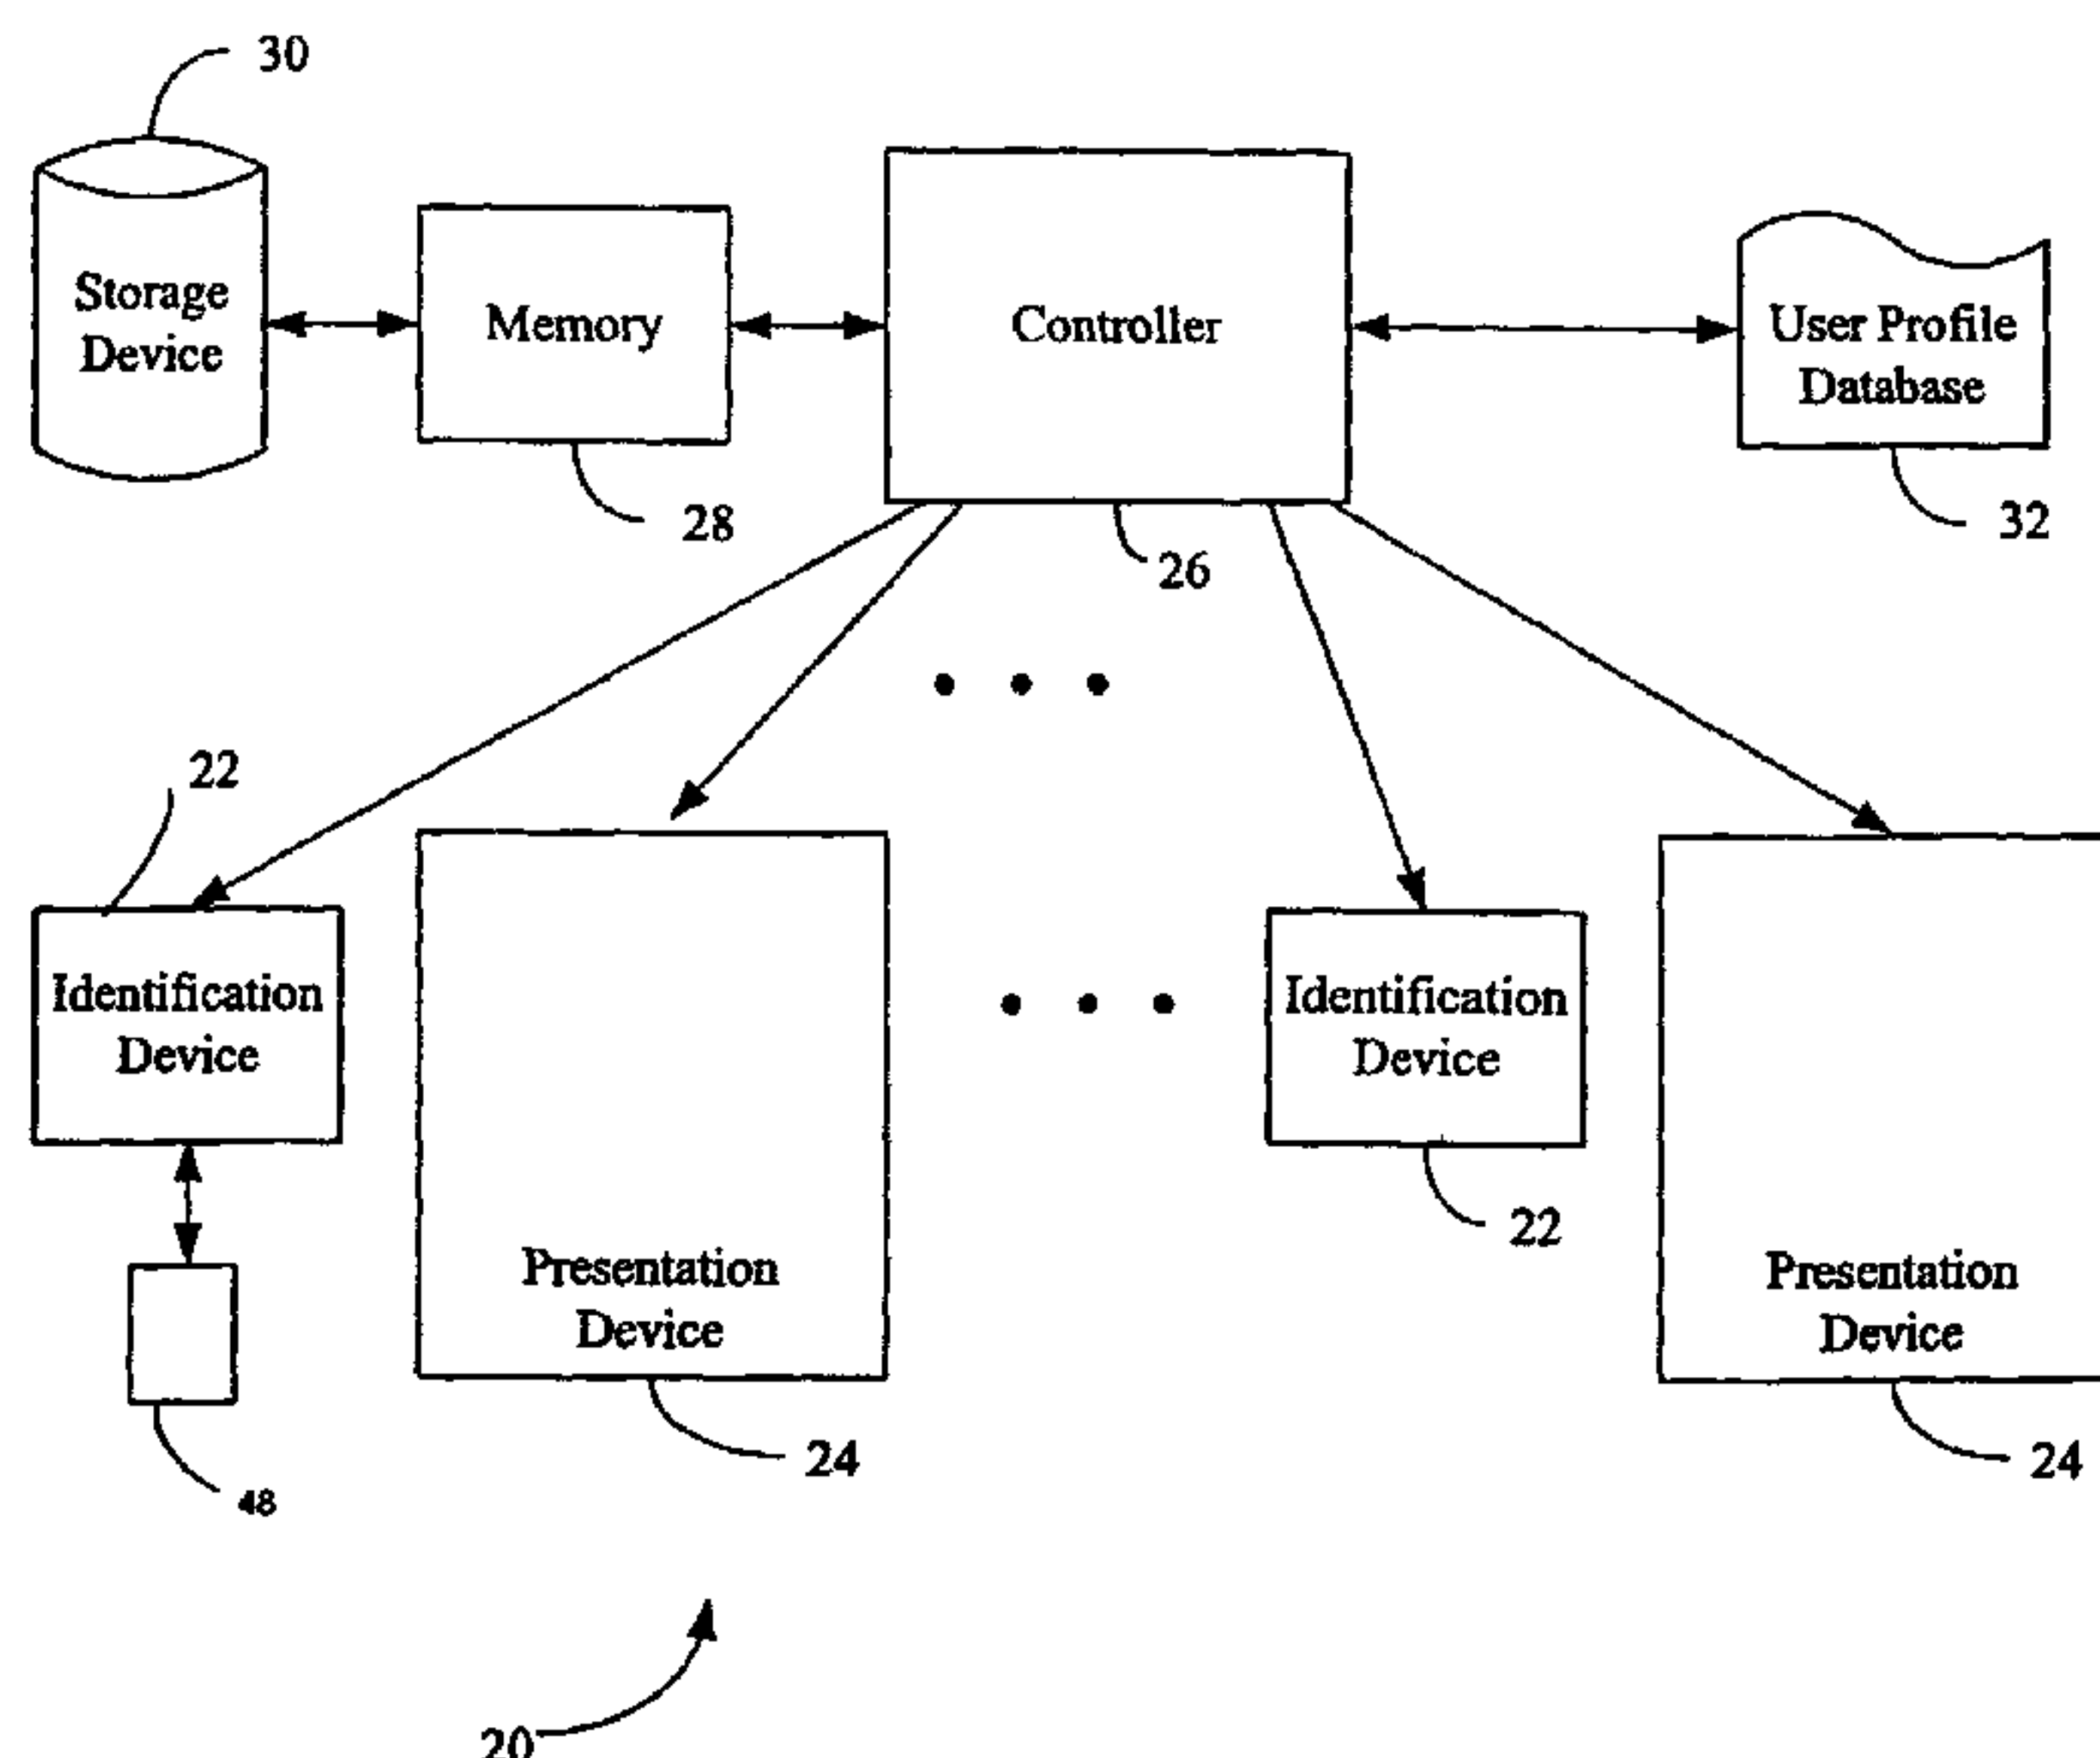 30
Storage
Device
Memory
Controller
User Profile
Database
28
26
32
22
Identification
Device
Presentation
Device
Identification
Device
22
Presentation
Device
24
24
48
20